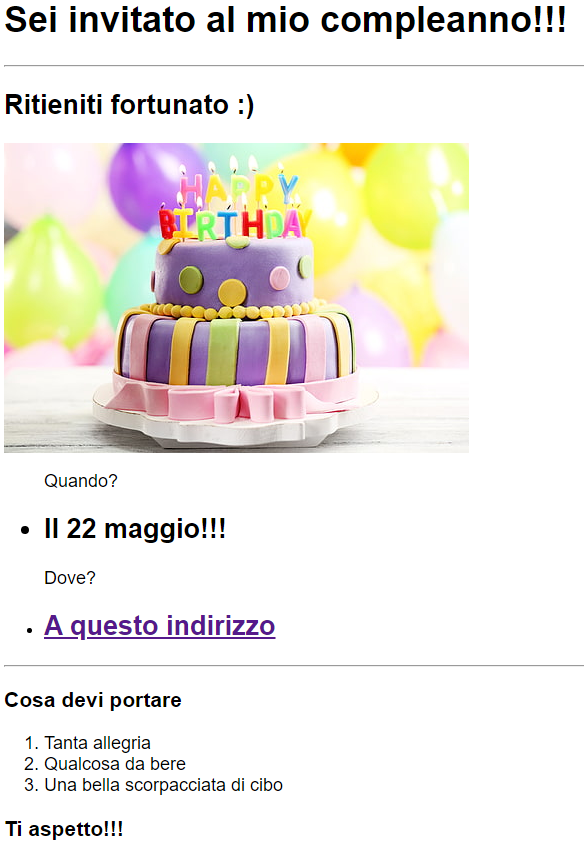 Sei invitato al mio compleanno!!!
Ritieniti fortunato :)
HAPPY
BIRTHDAY
Quando?
Il 22 maggio!!!
Dove?
A questo indirizzo
Cosa devi portare
1. Tanta allegria
2. Qualcosa da bere
3. Una bella scorpacciata di cibo
Ti aspetto!!!